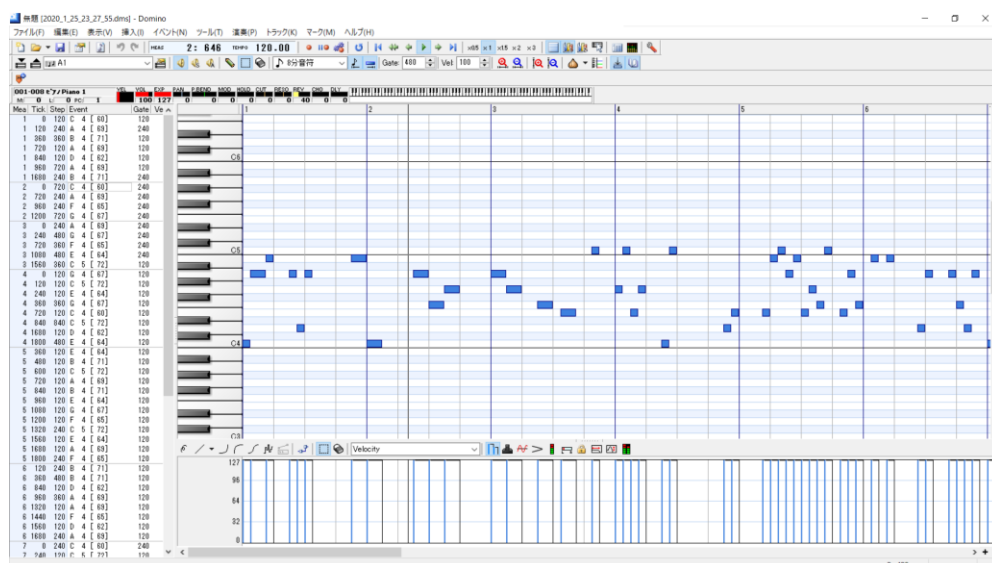 無題 [2020_1_25_23_27_55.dms] - Domino
ファイル(F) 編集(E) 表示(V) 挿入(I) イベント(N) ツール(T) 演奏(P) トラック(K) マーク(M) ヘルプ(H)
MEAS 2: 646 TEMPO 120.00 ×05 ×1 ×15 ×2 ×3
A1 8分音符 Gate: 480 Vel: 100
001-000 ﾋﾟｱﾉ/Piano 1 VEL VOL EXP PAN P.BEND MOD HOLD CUT RESO REV CHO DLY
M: 0 L: 0 PC: 1 100 127 0 0 0 0 0 0 40 0 0
Mea Tick Step Event Gate Ve 1 2 3 4 5 6
1 0 120 C 4 [ 60] 120
1 120 240 A 4 [ 69] 240
1 360 360 B 4 [ 71] 120
1 720 120 A 4 [ 69] 120
1 840 120 D 4 [ 62] 120
C6
1 960 720 A 4 [ 69] 120
1 1680 240 B 4 [ 71] 240
2 0 720 C 4 [ 60] 240
2 720 240 A 4 [ 69] 240
2 960 240 F 4 [ 65] 240
2 1200 720 G 4 [ 67] 240
3 0 240 A 4 [ 69] 240
3 240 480 G 4 [ 67] 240
3 720 360 F 4 [ 65] 240
C5
3 1080 480 E 4 [ 64] 240
3 1560 360 C 5 [ 72] 120
4 0 120 G 4 [ 67] 120
4 120 120 C 5 [ 72] 120
4 240 120 E 4 [ 64] 120
4 360 360 G 4 [ 67] 120
4 720 120 C 4 [ 60] 120
4 840 840 C 5 [ 72] 120
4 1680 120 D 4 [ 62] 120
4 1800 480 E 4 [ 64] 120
C4
5 360 120 E 4 [ 64] 120
5 480 120 B 4 [ 71] 120
5 600 120 C 5 [ 72] 120
5 720 120 A 4 [ 69] 120
5 840 120 B 4 [ 71] 120
5 960 120 E 4 [ 64] 120
5 1080 120 G 4 [ 67] 120
5 1200 120 F 4 [ 65] 120
5 1320 240 C 5 [ 72] 120
C3
5 1560 120 E 4 [ 64] 120
5 1680 120 A 4 [ 69] 120
Velocity
5 1800 240 F 4 [ 65] 120
127
6 120 240 B 4 [ 71] 120
6 360 480 B 4 [ 71] 120
96
6 840 120 D 4 [ 62] 120
6 960 360 A 4 [ 69] 120
64
6 1320 120 A 4 [ 69] 120
6 1440 120 F 4 [ 65] 120
32
6 1560 120 D 4 [ 62] 120
6 1680 240 A 4 [ 69] 120
0
7 0 240 C 4 [ 60] 240
7 240 120 C 5 [ 72] 120